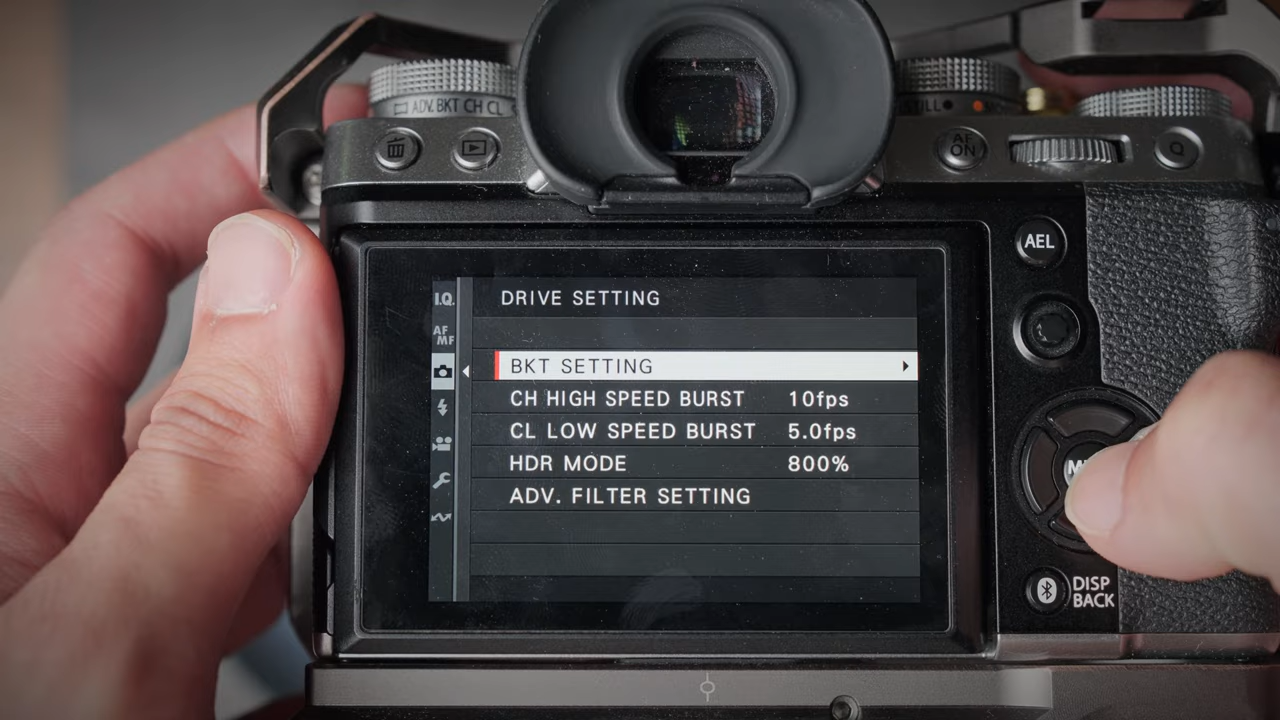 ADV. BKT CH CL
STILL
AF
ON
Q
AEL
I.Q.
DRIVE SETTING
AF
MF
BKT SETTING
CH HIGH SPEED BURST 10fps
CL LOW SPEED BURST 5.0fps
HDR MODE 800%
ADV. FILTER SETTING
DISP
BACK